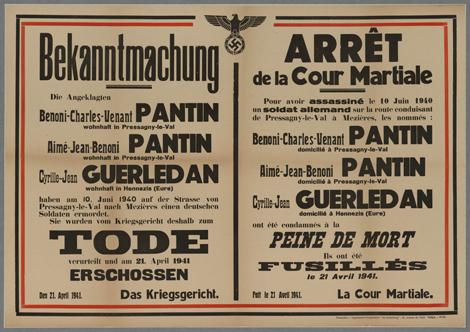 Bekanntmachung
Die Angeklagten
Benoni-Charles-Venant PANTIN
wohnhaft in Pressagny-le-Val
Aimé-Jean-Benoni PANTIN
wohnhaft in Pressagny-le-Val
Cyrille-Jean GUERLEDAN
wohnhaft in Hennezis (Eure)
haben am 10. Juni 1940 auf der Strasse von
Pressagny-le-Val nach Mezières einen deutschen
Soldaten ermordet.
Sie wurden vom Kriegsgericht deshalb zum
TODE
verurteilt und am 21. April 1941
ERSCHOSSEN
Den 21. April 1941. Das Kriegsgericht.
ARRÊT
de la Cour Martiale
Pour avoir assassiné le 10 Juin 1940
un soldat allemand sur la route conduisant
de Pressagny-le-Val à Mezières, les nommés :
Benoni-Charles-Venant PANTIN
domicilié à Pressagny-le-Val
Aimé-Jean-Benoni PANTIN
domicilié à Pressagny-le-Val
Cyrille-Jean GUERLEDAN
domicilié à Hennezis (Eure)
ont été condamnés à la
PEINE DE MORT
Ils ont été
FUSILLÉS
le 21 Avril 1941.
Fait le 21 Avril 1941. La Cour Martiale.